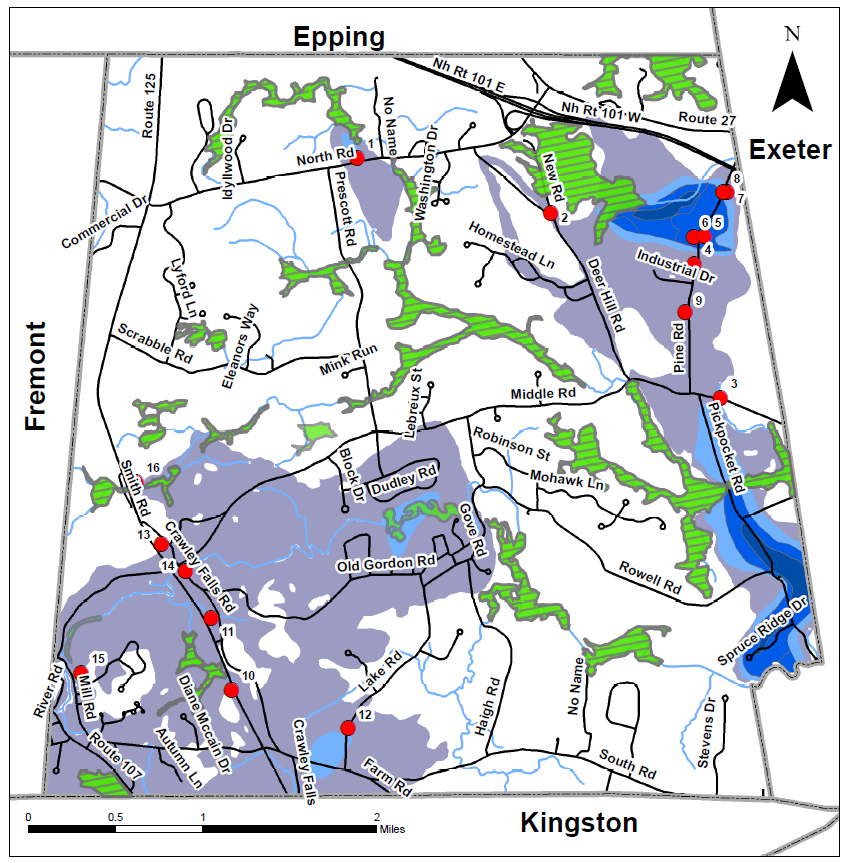 Epping
N
Nh Rt 101 E
Route 125
No Name
Nh Rt 101 W
Route 27
Exeter
1
North Rd
Idyllwood Dr
Washington Dr
New Rd
8
7
Prescott Rd
2
Commercial Dr
6
5
4
Homestead Ln
Industrial Dr
Lyford Ln
Deer Hill Rd
9
Eleanors Way
Scrabble Rd
Pine Rd
Mink Run
Fremont
3
Lebreux St
Middle Rd
Pickpocket Rd
Robinson St
16
Block Dr
Dudley Rd
Mohawk Ln
Smith Rd
Gove Rd
13
Crawley Falls Rd
14
Old Gordon Rd
Rowell Rd
11
Spruce Ridge Dr
15
River Rd
Mill Rd
10
Lake Rd
Diane Mccain Dr
No Name
Haigh Rd
12
Stevens Dr
Route 107
Autumn Ln
Crawley Falls
Farm Rd
South Rd
0
0.5
1
2
Miles
Kingston